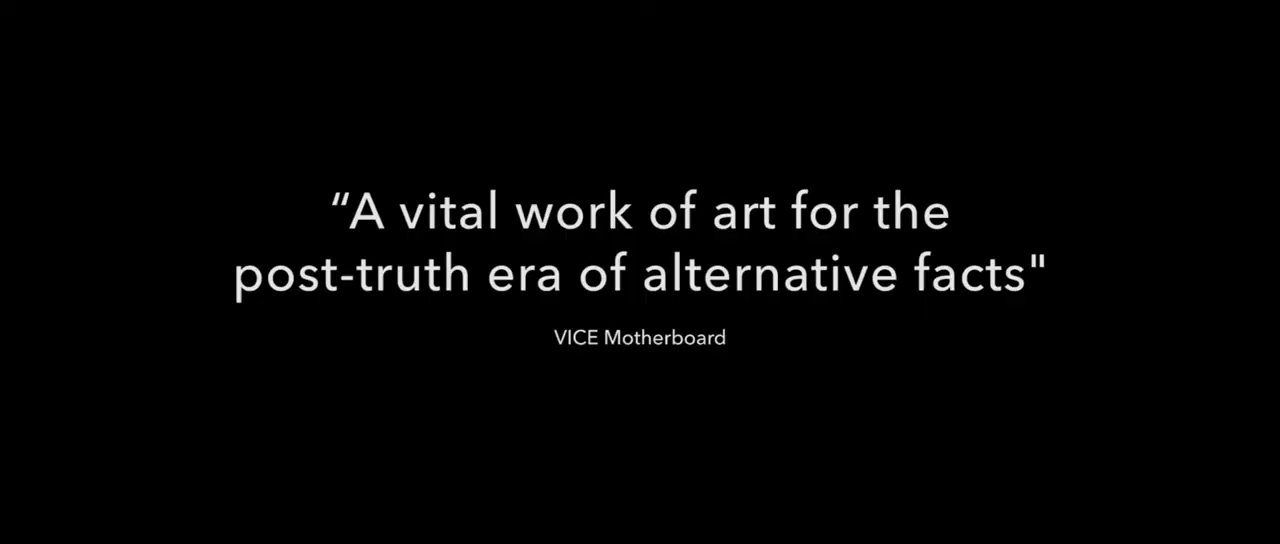 “A vital work of art for the
post-truth era of alternative facts"
VICE Motherboard